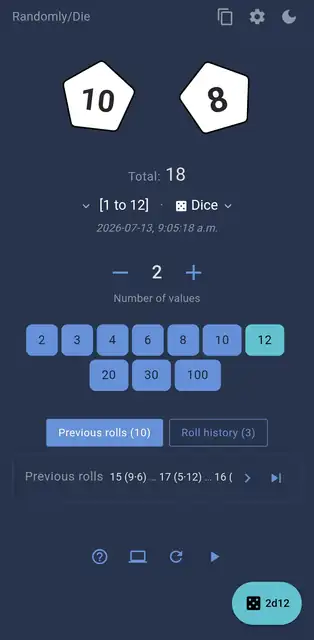 Randomly/Die
10 8
Total: 18
[1 to 12] · Dice
2026-07-13, 9:05:18 a.m.
2
Number of values
2 3 4 6 8 10 12
20 30 100
Previous rolls (10) Roll history (3)
Previous rolls 15 (9·6) ... 17 (5·12) ... 16 (
2d12